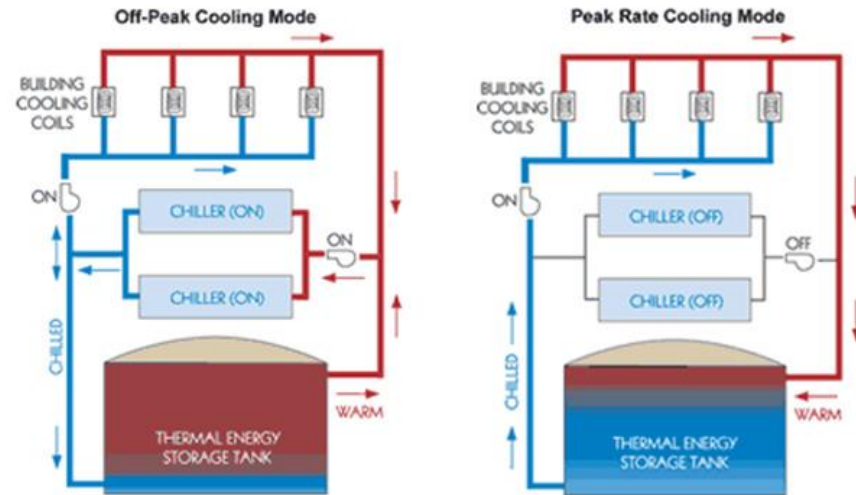 Off-Peak Cooling Mode
BUILDING
COOLING
COILS
ON
CHILLER (ON)
ON
CHILLER (ON)
CHILLED
WARM
THERMAL ENERGY
STORAGE TANK
Peak Rate Cooling Mode
BUILDING
COOLING
COILS
ON
CHILLER (OFF)
OFF
CHILLER (OFF)
CHILLED
WARM
THERMAL ENERGY
STORAGE TANK